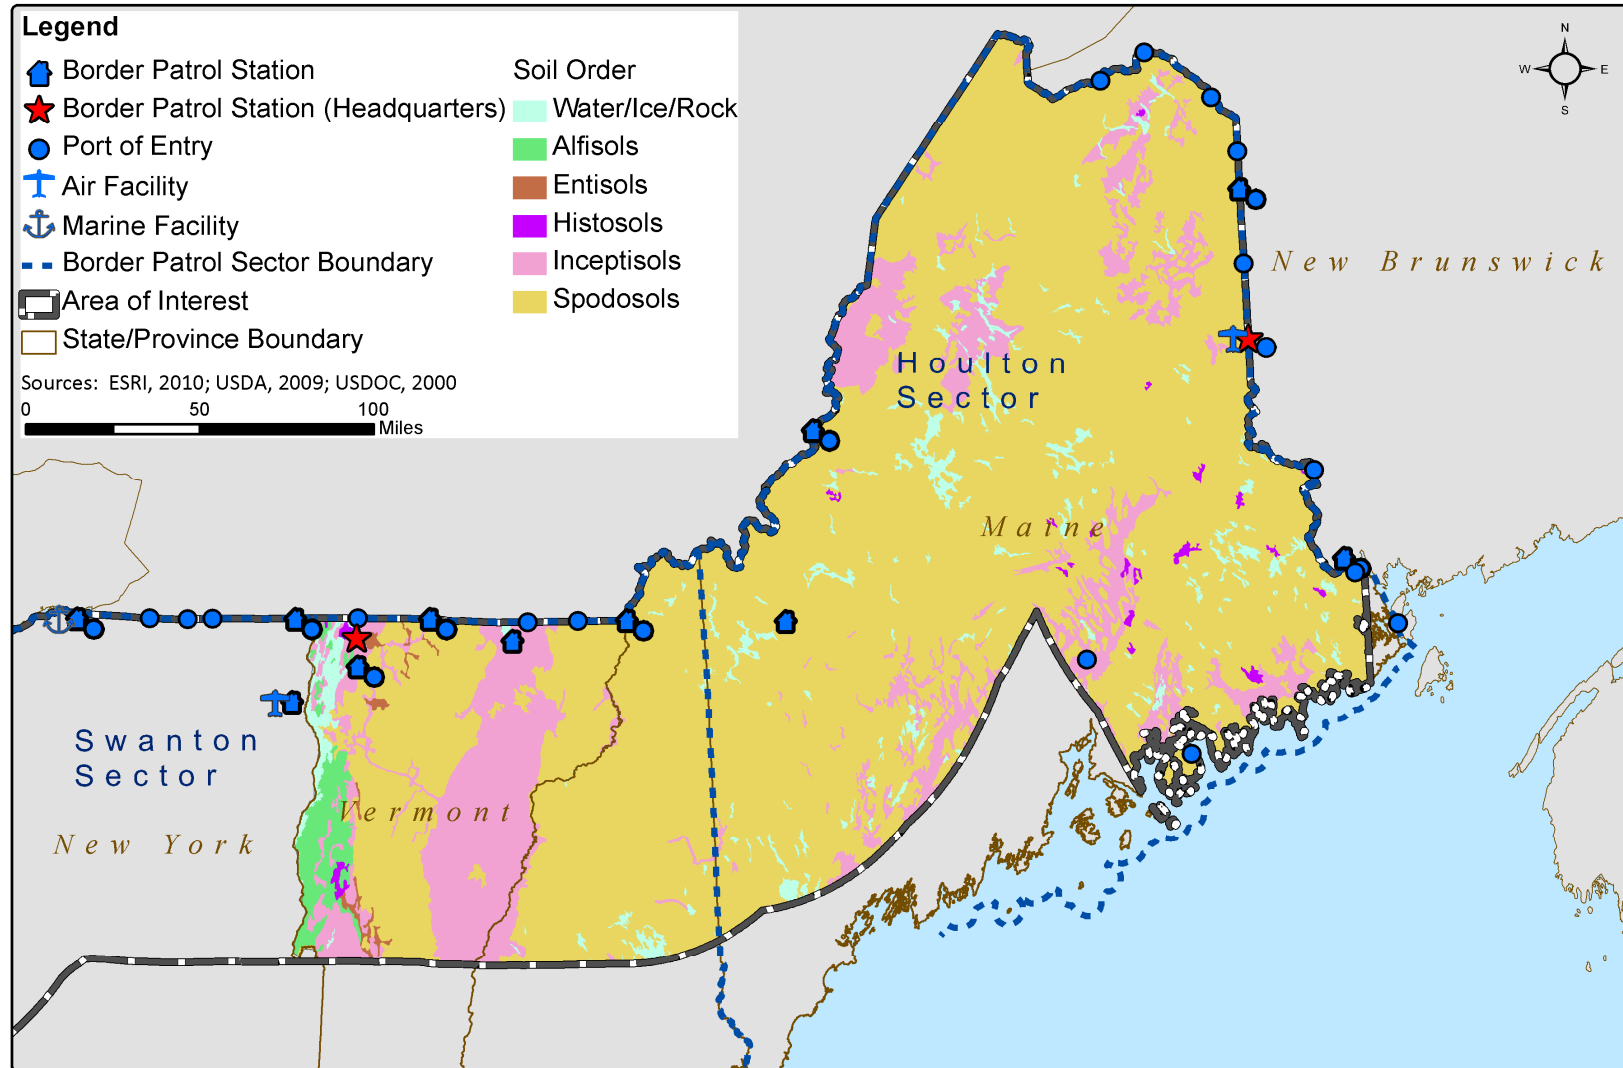 Legend
Border Patrol Station
Border Patrol Station (Headquarters)
Port of Entry
Air Facility
Marine Facility
Border Patrol Sector Boundary
Area of Interest
State/Province Boundary
Soil Order
Water/Ice/Rock
Alfisols
Entisols
Histosols
Inceptisols
Spodosols
Sources: ESRI, 2010; USDA, 2009; USDOC, 2000
0 50 100
Miles
N
W E
S
New Brunswick
Houlton
Sector
Maine
Swanton
Sector
Vermont
New York